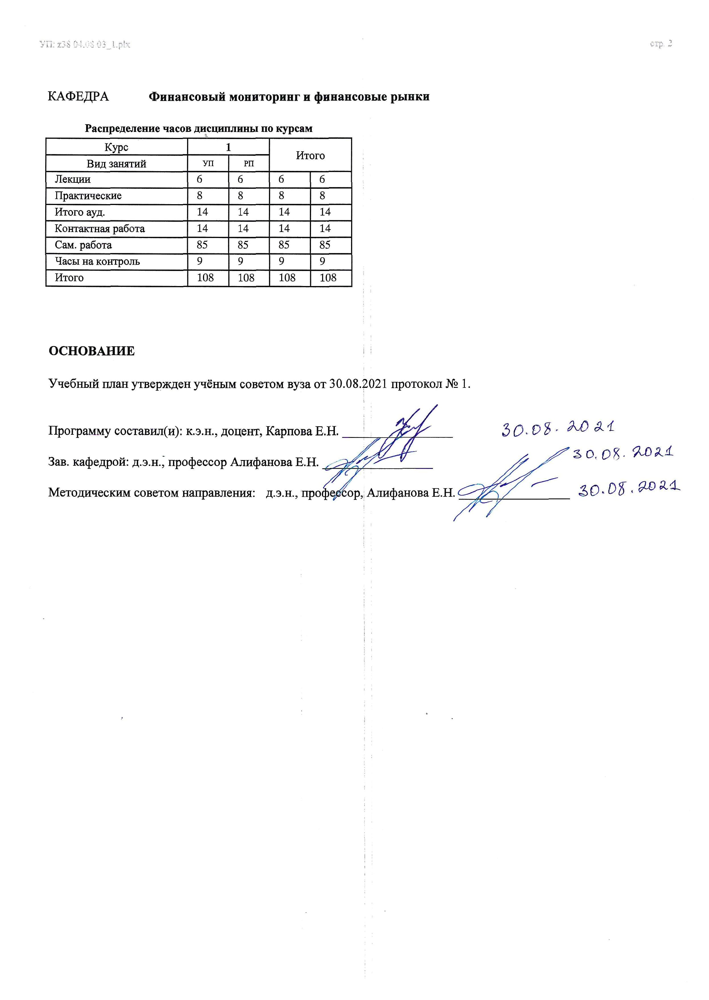 УП: z38 04.08 03_1.plx
стр. 2
КАФЕДРА Финансовый мониторинг и финансовые рынки
Распределение часов дисциплины по курсам
Курс 1 Итого
Вид занятий УП РП
Лекции 6 6 6 6
Практические 8 8 8 8
Итого ауд. 14 14 14 14
Контактная работа 14 14 14 14
Сам. работа 85 85 85 85
Часы на контроль 9 9 9 9
Итого 108 108 108 108
ОСНОВАНИЕ
Учебный план утвержден учёным советом вуза от 30.08.2021 протокол № 1.
Программу составил(и): к.э.н., доцент, Карпова Е.Н. 30.08.2021
Зав. кафедрой: д.э.н., профессор Алифанова Е.Н. 30.08.2021
Методическим советом направления: д.э.н., профессор, Алифанова Е.Н. 30.08.2021